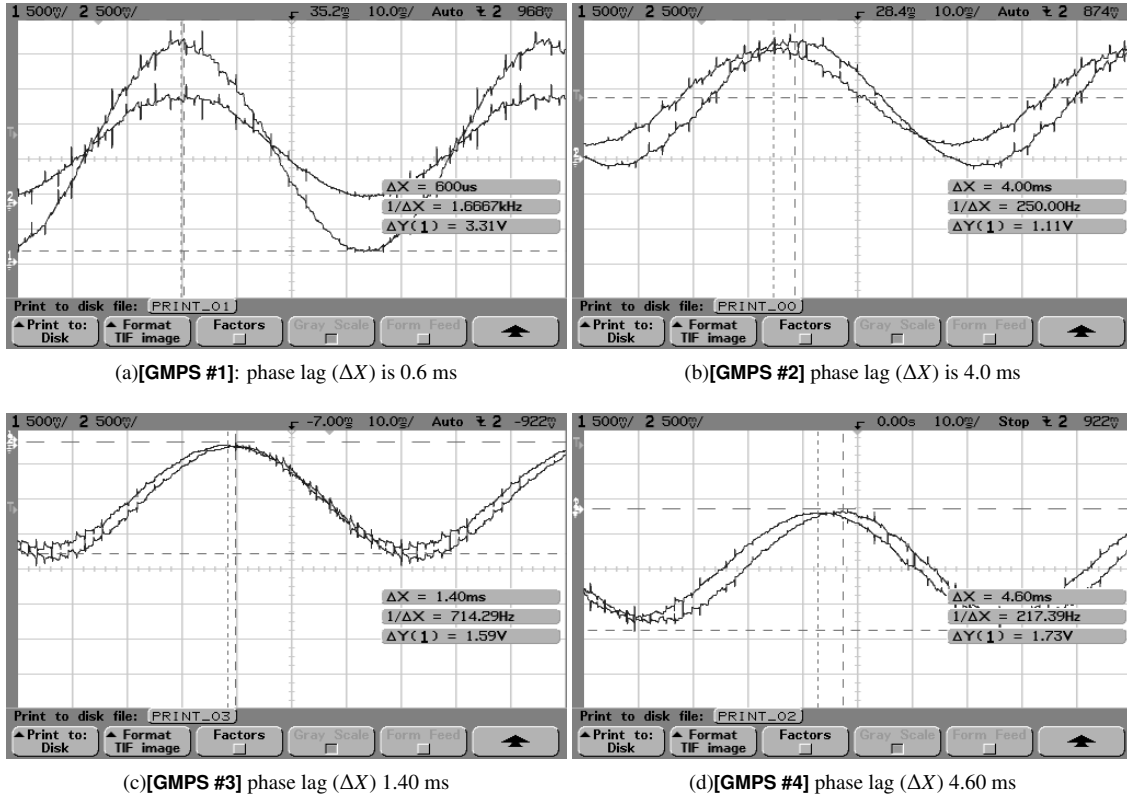 1 500V/ 2 500V/ 35.2ms 10.0ms/ Auto 2 968mV
ΔX = 600us
1/ΔX = 1.6667kHz
ΔY(1) = 3.31V
Print to disk file: PRINT_01
Print to: Disk
Format TIF image
Factors
Gray Scale
Form Feed
(a)[GMPS #1]: phase lag (ΔX) is 0.6 ms
1 500V/ 2 500V/ 28.4ms 10.0ms/ Auto 2 874mV
ΔX = 4.00ms
1/ΔX = 250.00Hz
ΔY(1) = 1.11V
Print to disk file: PRINT_00
Print to: Disk
Format TIF image
Factors
Gray Scale
Form Feed
(b)[GMPS #2] phase lag (ΔX) is 4.0 ms
1 500V/ 2 500V/ -7.00ms 10.0ms/ Auto 2 -922mV
ΔX = 1.40ms
1/ΔX = 714.29Hz
ΔY(1) = 1.59V
Print to disk file: PRINT_03
Print to: Disk
Format TIF image
Factors
Gray Scale
Form Feed
(c)[GMPS #3] phase lag (ΔX) 1.40 ms
1 500V/ 2 500V/ 0.00s 10.0ms/ Stop 2 922mV
ΔX = 4.60ms
1/ΔX = 217.39Hz
ΔY(1) = 1.73V
Print to disk file: PRINT_02
Print to: Disk
Format TIF image
Factors
Gray Scale
Form Feed
(d)[GMPS #4] phase lag (ΔX) 4.60 ms